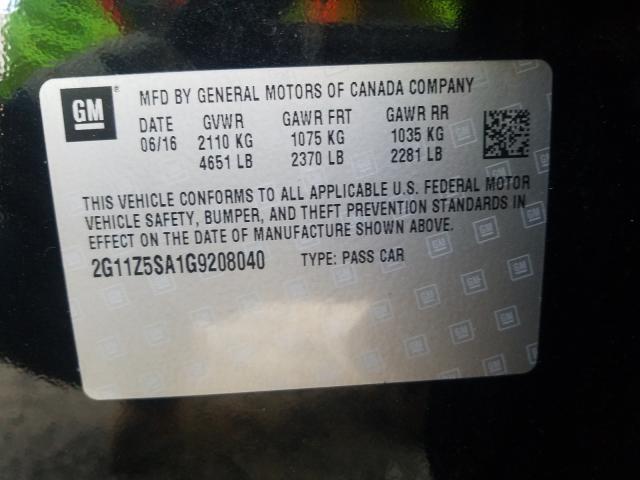 GM
MFD BY GENERAL MOTORS OF CANADA COMPANY
DATE GVWR GAWR FRT GAWR RR
06/16 2110 KG 1075 KG 1035 KG
4651 LB 2370 LB 2281 LB
THIS VEHICLE CONFORMS TO ALL APPLICABLE U.S. FEDERAL MOTOR
VEHICLE SAFETY, BUMPER, AND THEFT PREVENTION STANDARDS IN
EFFECT ON THE DATE OF MANUFACTURE SHOWN ABOVE.
2G11Z5SA1G9208040 TYPE: PASS CAR